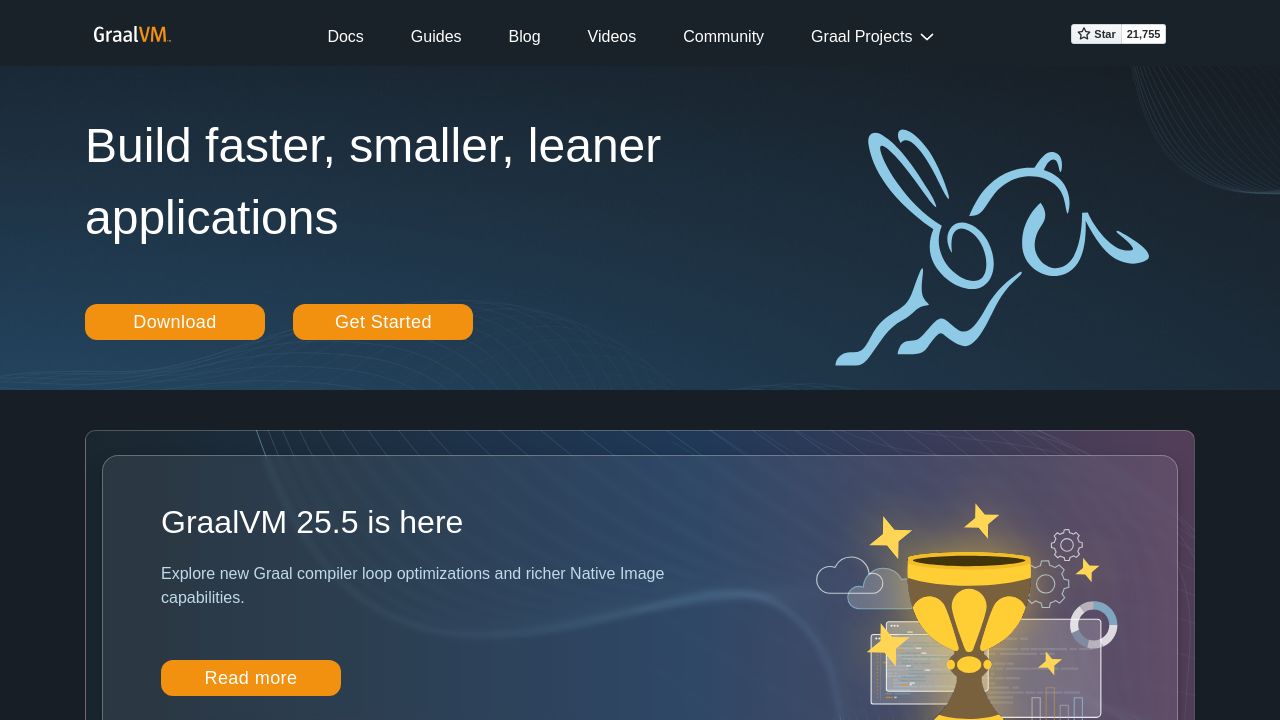 GraalVM™
Docs
Guides
Blog
Videos
Community
Graal Projects
Star
21,755
Build faster, smaller, leaner
applications
Download
Get Started
GraalVM 25.5 is here
Explore new Graal compiler loop optimizations and richer Native Image
capabilities.
Read more